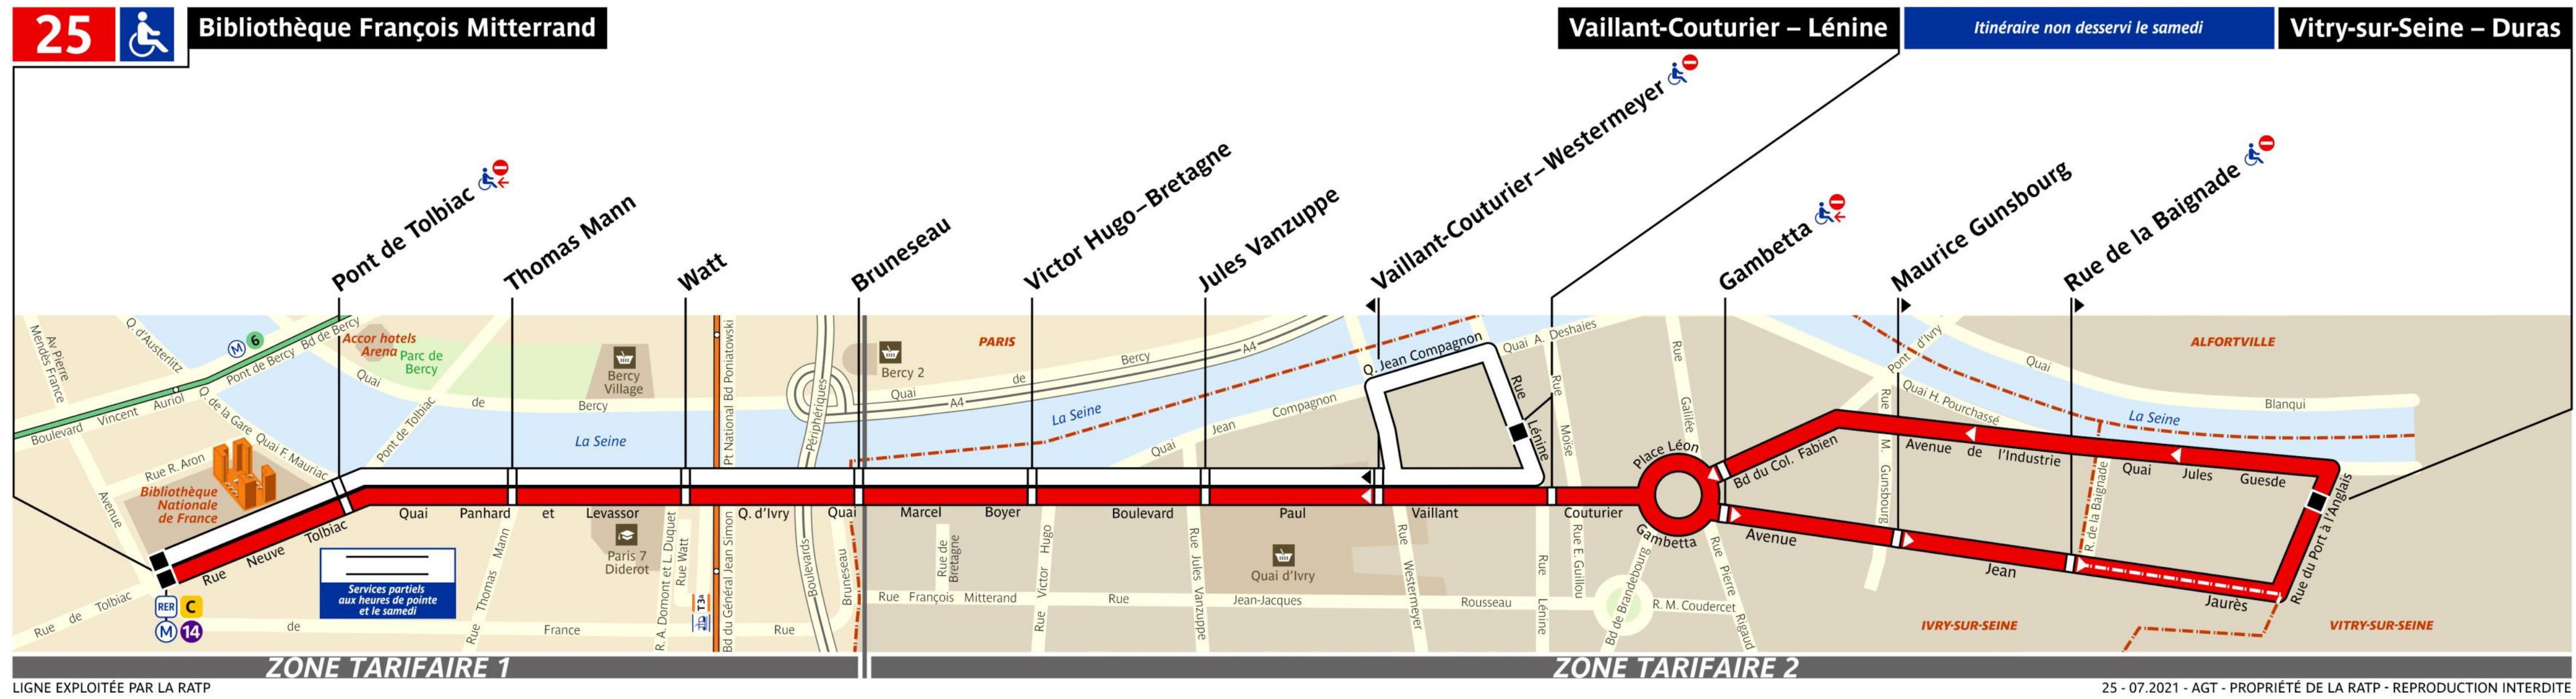 25
Bibliothèque François Mitterrand
Vaillant-Couturier – Lénine
Itinéraire non desservi le samedi
Vitry-sur-Seine – Duras
Pont de Tolbiac
Thomas Mann
Watt
Bruneseau
Victor Hugo–Bretagne
Jules Vanzuppe
Vaillant-Couturier–Westermeyer
Gambetta
Maurice Gunsbourg
Rue de la Baignade
Av Pierre
Mendès France
Q. d'Austerlitz
M 6
Pont de Bercy
Bd de Bercy
Accor hotels
Arena
Parc de
Bercy
Quai
de
Bercy
Boulevard Vincent Auriol
Q. de la Gare
Quai F. Mauriac
Pont de Tolbiac
Rue R. Aron
Avenue
Bibliothèque
Nationale
de France
La Seine
Bercy
Village
Pt National
Bd Poniatowski
Périphériques
Boulevards
Bercy 2
PARIS
Quai
de
Bercy
A4
A4
La Seine
Quai
Jean
Compagnon
Q. Jean Compagnon
Quai A. Deshaies
Rue
Lénine
Rue
Moïse
Rue
Galilée
Place Léon
Gambetta
Bd du Col. Fabien
Pont d'Ivry
Quai H. Pourchassé
Rue
M.
Gunsbourg
Avenue de l'Industrie
Quai Jules Guesde
R. de la Baignade
Quai
Blanqui
La Seine
ALFORTVILLE
Rue du Port à l'Anglais
Avenue
Jean
Jaurès
Rue Neuve Tolbiac
Quai Panhard et Levassor
Q. d'Ivry
Quai Marcel Boyer
Boulevard Paul Vaillant Couturier
RER C
M 14
Rue de Tolbiac
de
France
Rue
Services partiels
aux heures de pointe
et le samedi
Rue Thomas Mann
Paris 7
Diderot
R. A. Domont et L. Duquet
Rue Watt
T 3a
Bd du Général Jean Simon
Bruneseau
Rue de
Bretagne
Rue Victor Hugo
Rue François Mitterand
Rue
Jean-Jacques
Rousseau
Rue Jules Vanzuppe
Quai d'Ivry
Rue Westermeyer
Rue Lénine
Rue E. Guillou
Bd de Brandebourg
R. M. Coudercet
Rue Pierre Rigaud
IVRY-SUR-SEINE
VITRY-SUR-SEINE
ZONE TARIFAIRE 1
ZONE TARIFAIRE 2
LIGNE EXPLOITÉE PAR LA RATP
25 - 07.2021 - AGT - PROPRIÉTÉ DE LA RATP - REPRODUCTION INTERDITE